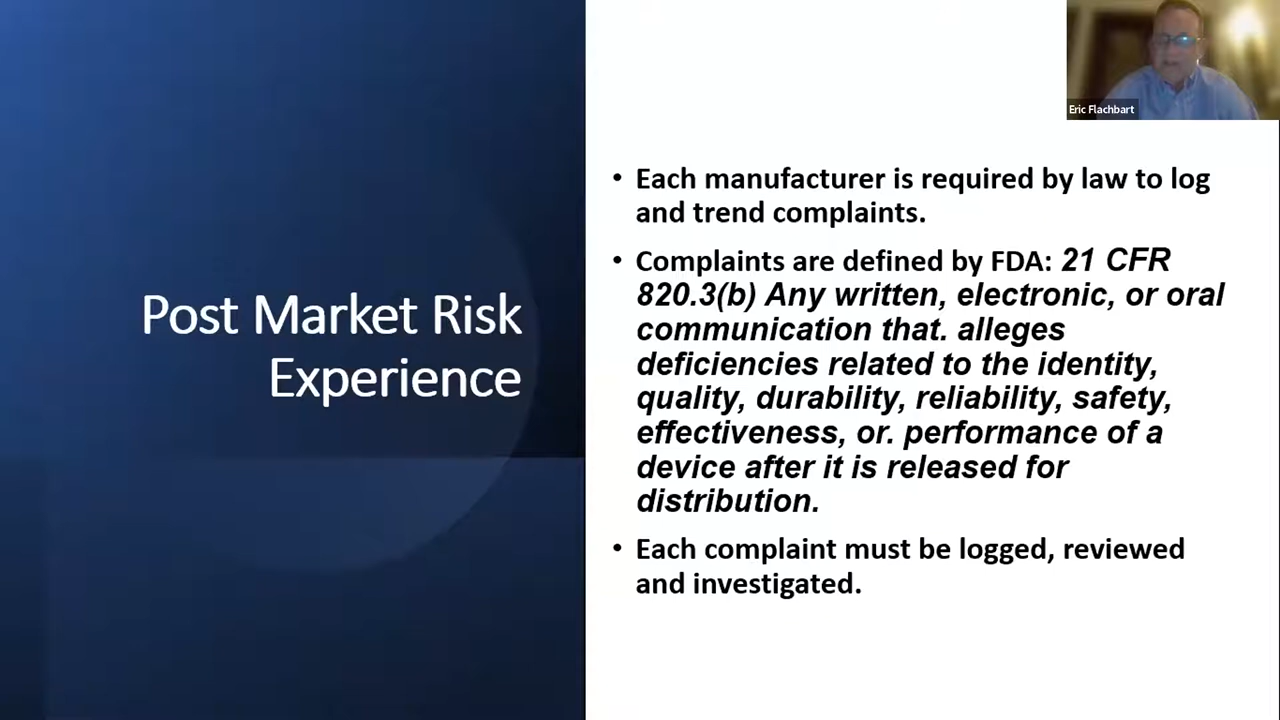 Eric Flachbart
Post Market Risk
Experience
• Each manufacturer is required by law to log
and trend complaints.
• Complaints are defined by FDA: 21 CFR
820.3(b) Any written, electronic, or oral
communication that. alleges
deficiencies related to the identity,
quality, durability, reliability, safety,
effectiveness, or. performance of a
device after it is released for
distribution.
• Each complaint must be logged, reviewed
and investigated.